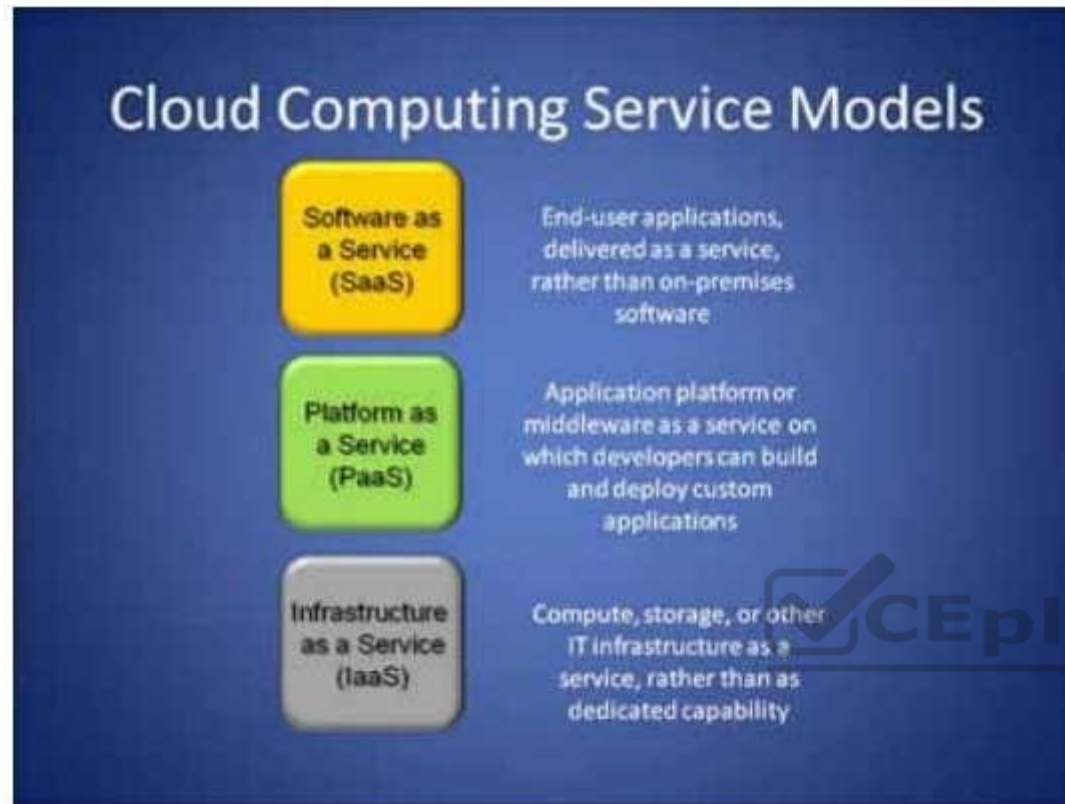 Cloud Computing Service Models
Software as
a Service
(SaaS)
End-user applications,
delivered as a service,
rather than on-premises
software
Platform as
a Service
(PaaS)
Application platform or
middleware as a service on
which developers can build
and deploy custom
applications
Infrastructure
as a Service
(IaaS)
Compute, storage, or other
IT infrastructure as a
service, rather than as
dedicated capability
CEpl